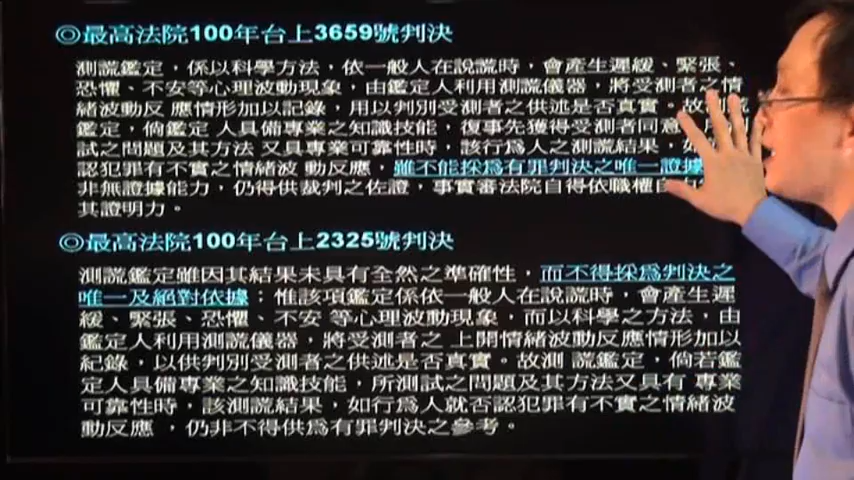 ◎最高法院100年台上3659號判決
測謊鑑定，係以科學方法，依一般人在說謊時，會產生遲緩、緊張、
恐懼、不安等心理波動現象，由鑑定人利用測謊儀器，將受測者之情
緒波動反 應情形加以記錄，用以判別受測者之供述是否真實。故測謊
鑑定，倘鑑定 人具備專業之知識技能，復事先獲得受測者同意，所
試之問題及其方法 又具專業可靠性時，該行為人之測謊結果，如
認犯罪有不實之情緒波 動反應，雖不能採為有罪判決之唯一證據
非無證據能力，仍得供裁判之佐證，事實審法院自得依職權自
其證明力。
◎最高法院100年台上2325號判決
測謊鑑定雖因其結果未具有全然之準確性，而不得採為判決之
唯一及絕對依據；惟該項鑑定係依一般人在說謊時，會產生遲
緩、緊張、恐懼、不安 等心理波動現象，而以科學之方法，由
鑑定人利用測謊儀器，將受測者之 上開情緒波動反應情形加以
紀錄，以供判別受測者之供述是否真實。故測 謊鑑定，倘若鑑
定人具備專業之知識技能，所測試之問題及其方法又具有 專業
可靠性時，該測謊結果，如行為人就否認犯罪有不實之情緒波
動反應 ，仍非不得供為有罪判決之參考。